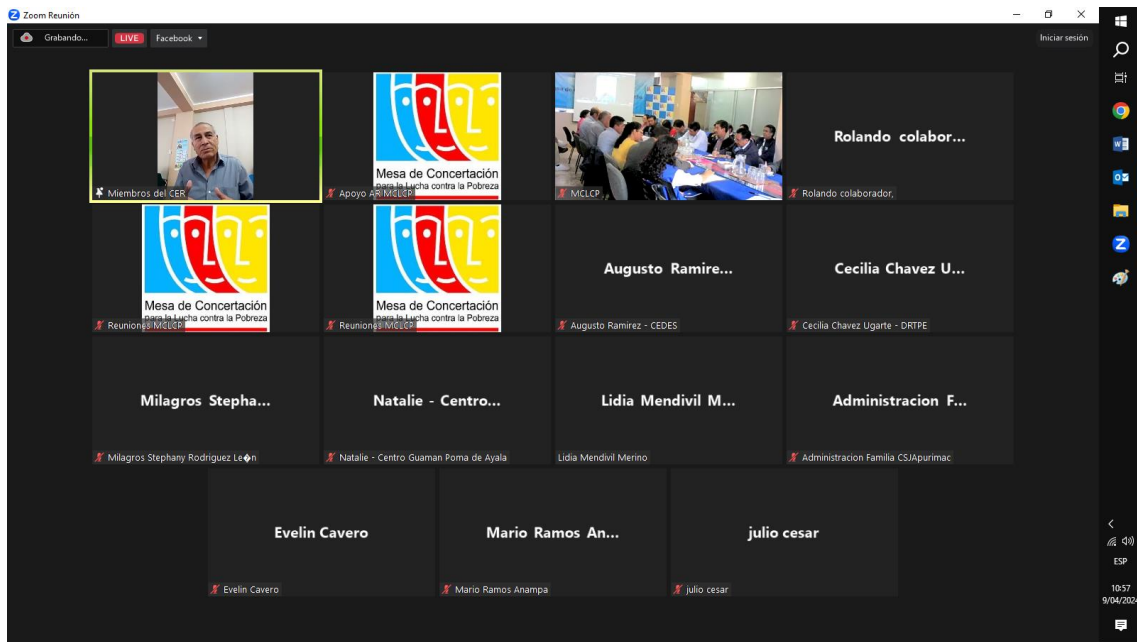 Zoom Reunión
Grabando...
LIVE
Facebook
Iniciar sesión
Miembros del CER
Mesa de Concertación
para la Lucha contra la Pobreza
Apoyo AR MCLCP
MCLCP
Rolando colabor...
Rolando colaborador,
Mesa de Concertación
para la Lucha contra la Pobreza
Reuniones MCLCP
Mesa de Concertación
para la Lucha contra la Pobreza
Reuniones MCLCP
Augusto Ramire...
Augusto Ramirez - CEDES
Cecilia Chavez U...
Cecilia Chavez Ugarte - DRTPE
Milagros Stepha...
Milagros Stephany Rodriguez Le�n
Natalie - Centro...
Natalie - Centro Guaman Poma de Ayala
Lidia Mendivil M...
Lidia Mendivil Merino
Administracion F...
Administracion Familia CSJApurimac
Evelin Cavero
Evelin Cavero
Mario Ramos An...
Mario Ramos Anampa
julio cesar
julio cesar
ESP
10:57
9/04/2024